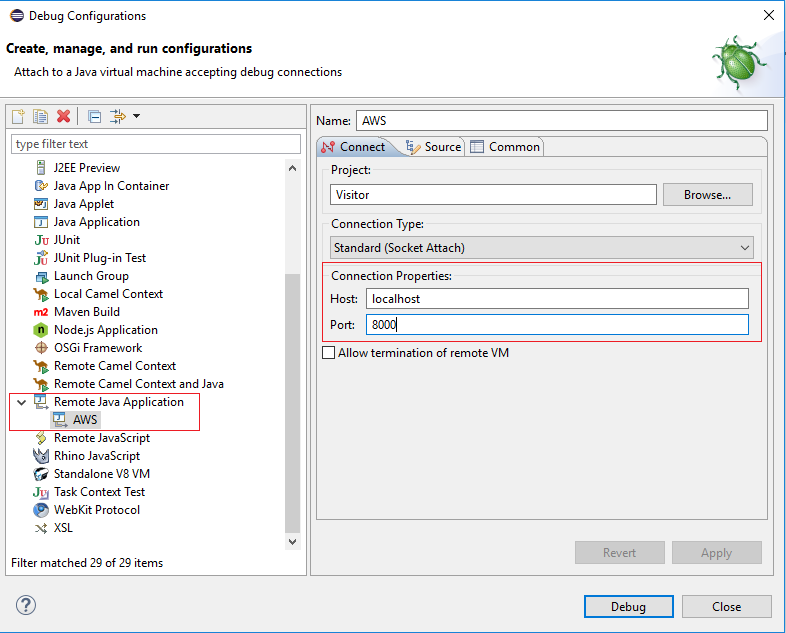 Debug Configurations
Create, manage, and run configurations
Attach to a Java virtual machine accepting debug connections
type filter text
J2EE Preview
Java App In Container
Java Applet
Java Application
JUnit
JUnit Plug-in Test
Launch Group
Local Camel Context
Maven Build
Node.js Application
OSGi Framework
Remote Camel Context
Remote Camel Context and Java
Remote Java Application
AWS
Remote JavaScript
Rhino JavaScript
Standalone V8 VM
Task Context Test
WebKit Protocol
XSL
Filter matched 29 of 29 items
Name: AWS
Connect Source Common
Project:
Visitor Browse...
Connection Type:
Standard (Socket Attach)
Connection Properties:
Host: localhost
Port: 8000
Allow termination of remote VM
Revert Apply
Debug Close